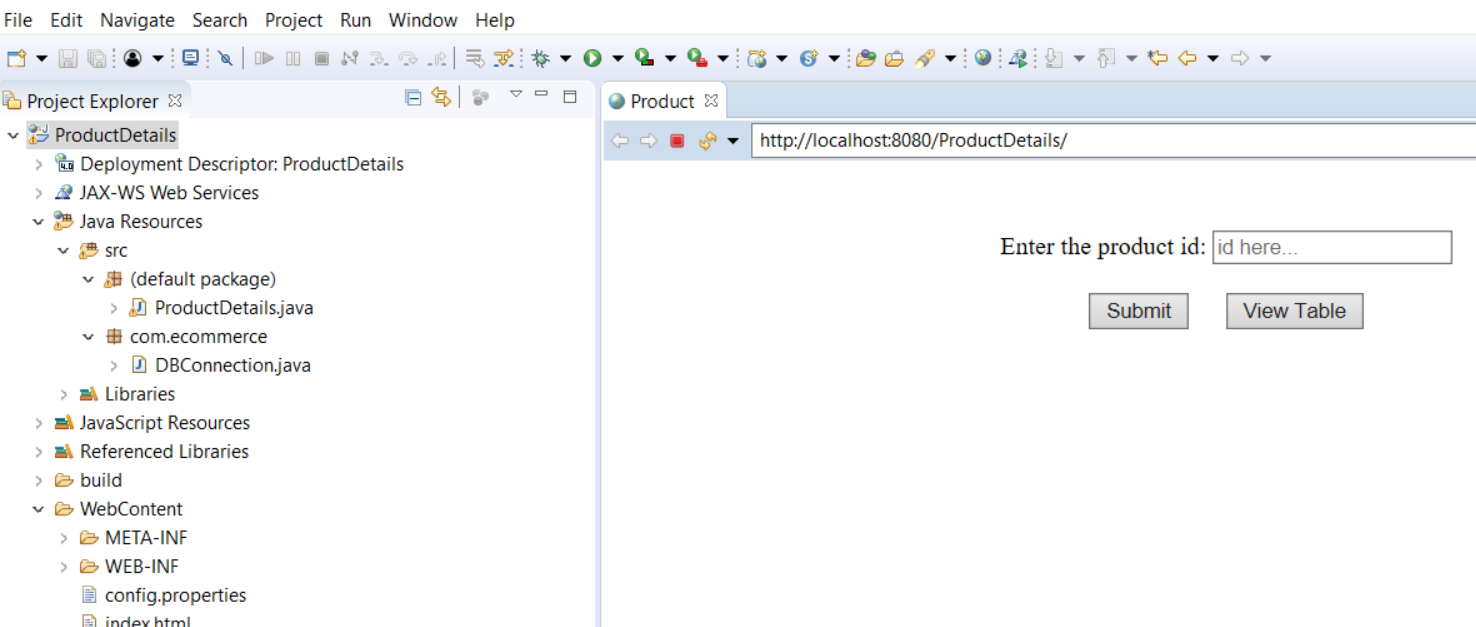 File Edit Navigate Search Project Run Window Help
Project Explorer
ProductDetails
Deployment Descriptor: ProductDetails
JAX-WS Web Services
Java Resources
src
(default package)
ProductDetails.java
com.ecommerce
DBConnection.java
Libraries
JavaScript Resources
Referenced Libraries
build
WebContent
META-INF
WEB-INF
config.properties
index.html
Product
http://localhost:8080/ProductDetails/
Enter the product id: id here...
Submit View Table